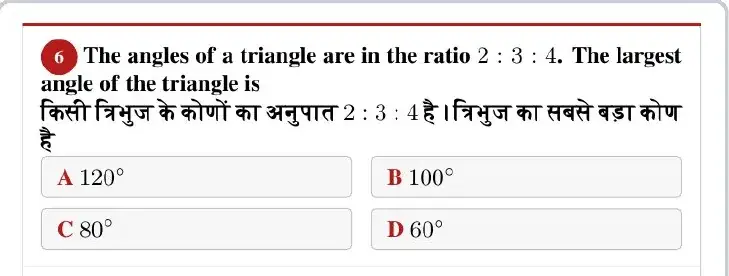 6 The angles of a triangle are in the ratio 2 : 3 : 4. The largest
angle of the triangle is
किसी त्रिभुज के कोणों का अनुपात 2 : 3 : 4 है। त्रिभुज का सबसे बड़ा कोण
है
A 120° B 100°
C 80° D 60°